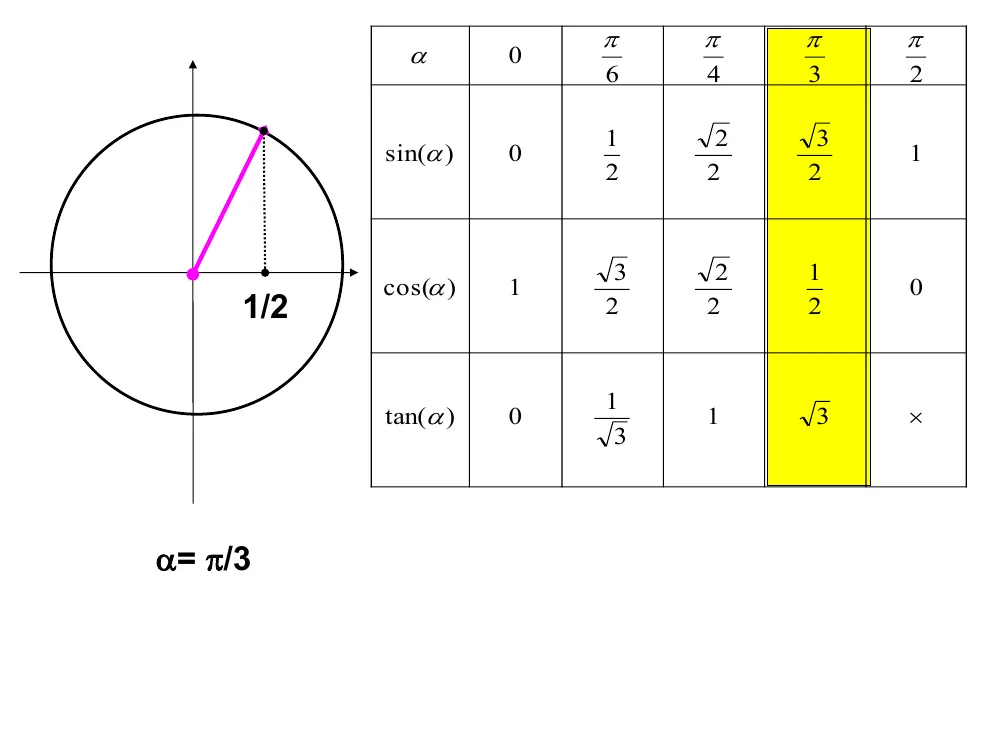 α 0 π/6 π/4 π/3 π/2
sin(α) 0 1/2 √2/2 √3/2 1
cos(α) 1 √3/2 √2/2 1/2 0
tan(α) 0 1/√3 1 √3 ×
1/2
α= π/3